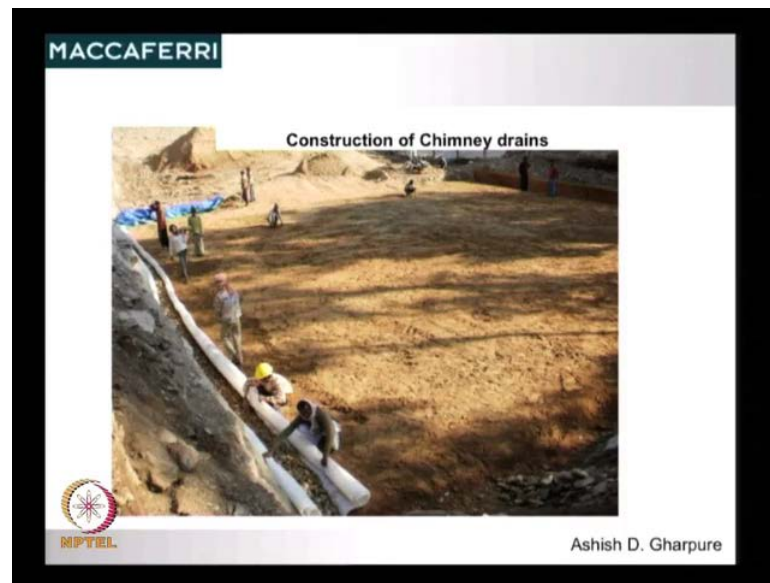 MACCAFERRI
Construction of Chimney drains
NPTEL
Ashish D. Gharpure